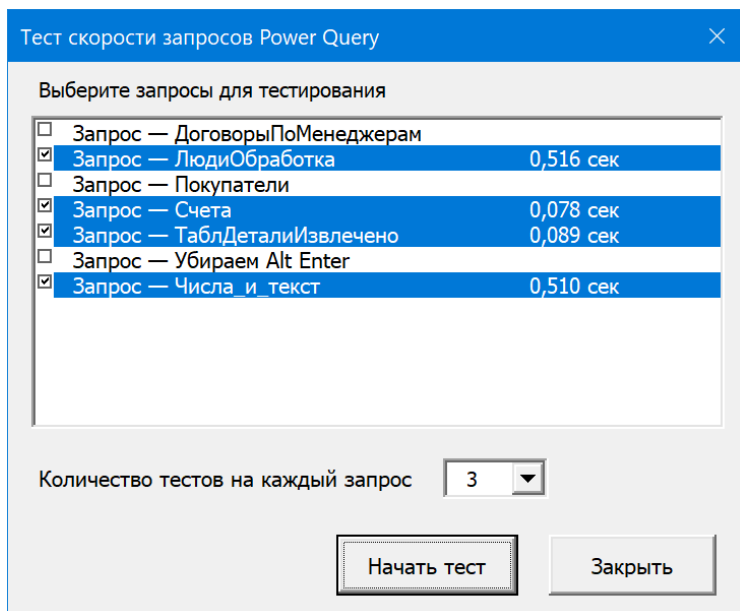 Тест скорости запросов Power Query
Выберите запросы для тестирования
Запрос — ДоговорыПоМенеджерам
Запрос — ЛюдиОбработка 0,516 сек
Запрос — Покупатели
Запрос — Счета 0,078 сек
Запрос — ТаблДеталиИзвлечено 0,089 сек
Запрос — Убираем Alt Enter
Запрос — Числа_и_текст 0,510 сек
Количество тестов на каждый запрос 3
Начать тест Закрыть